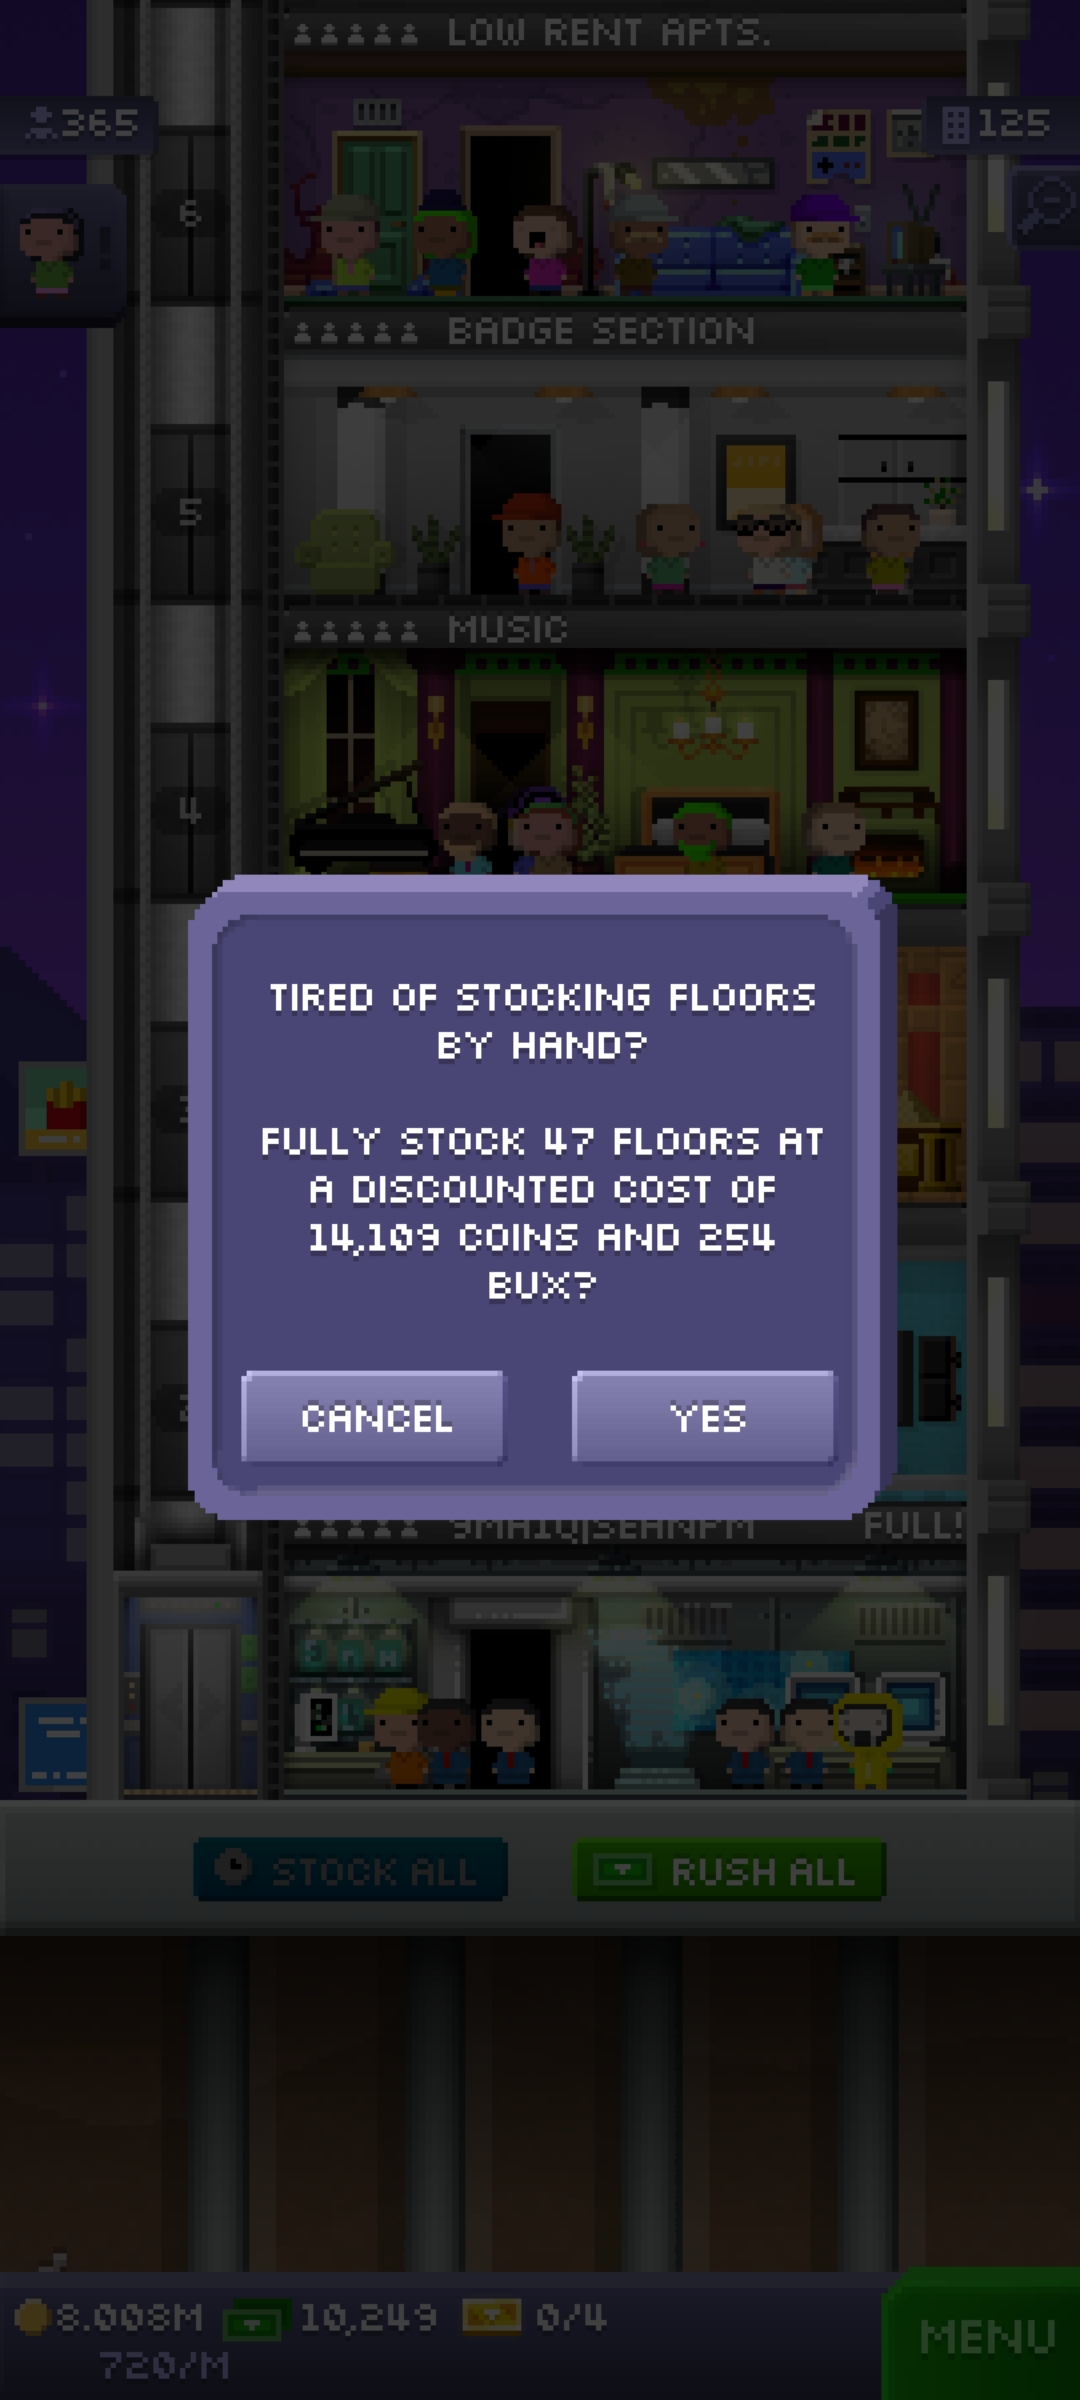 LOW RENT APTS.
365
125
6
BADGE SECTION
5
MUSIC
4
TIRED OF STOCKING FLOORS
BY HAND?
FULLY STOCK 47 FLOORS AT
A DISCOUNTED COST OF
14,109 COINS AND 254
BUX?
CANCEL
YES
FULL!
STOCK ALL
RUSH ALL
8.008M
10,249
0/4
720/M
MENU